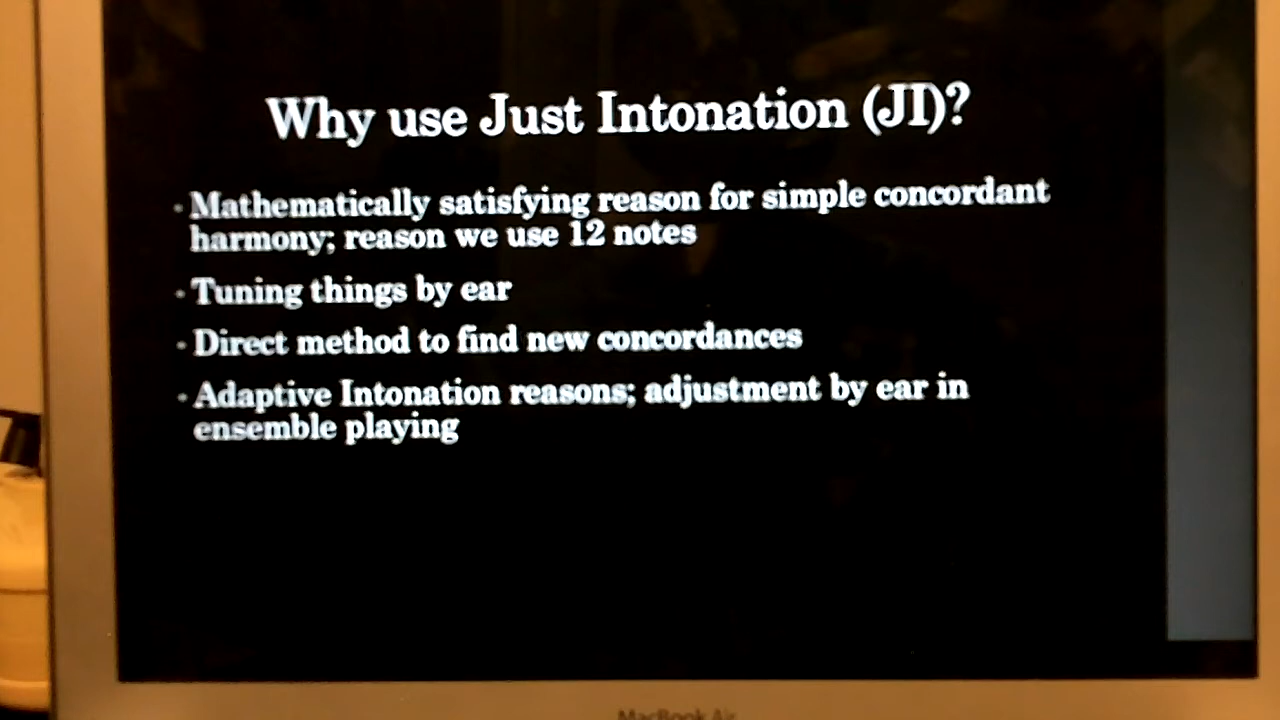 Why use Just Intonation (JI)?
· Mathematically satisfying reason for simple concordant
harmony; reason we use 12 notes
· Tuning things by ear
· Direct method to find new concordances
· Adaptive Intonation reasons; adjustment by ear in
ensemble playing
MacBook Air